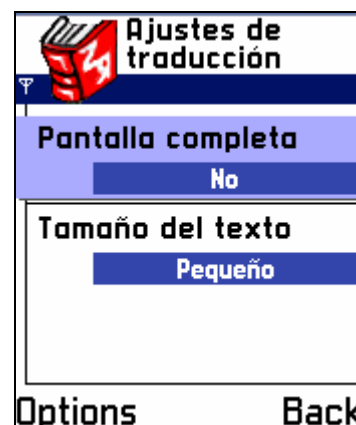 Ajustes de
traducción
Pantalla completa
No
Tamaño del texto
Pequeño
Options Back